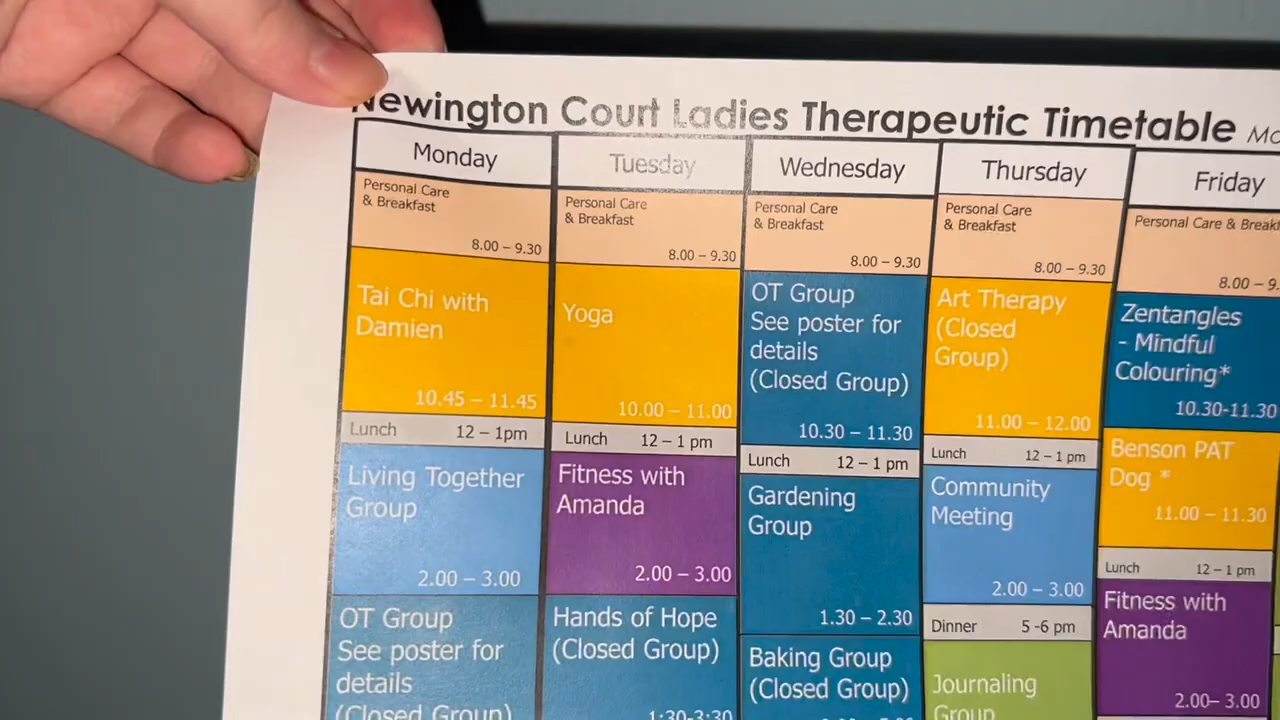 Newington Court Ladies Therapeutic Timetable
Monday
Tuesday
Wednesday
Thursday
Friday
Personal Care
& Breakfast
8.00 – 9.30
Personal Care
& Breakfast
8.00 – 9.30
Personal Care
& Breakfast
8.00 – 9.30
Personal Care
& Breakfast
8.00 – 9.30
Personal Care &
8.00 –
Tai Chi with
Damien
10.45 – 11.45
Yoga
10.00 – 11.00
OT Group
See poster for
details
(Closed Group)
10.30 – 11.30
Art Therapy
(Closed
Group)
11.00 – 12.00
Zentangles
- Mindful
Colouring*
10.30-11.30
Benson PAT
Dog *
11.00 – 11.30
Lunch 12 – 1pm
Lunch 12 – 1 pm
Lunch 12 – 1 pm
Lunch 12 – 1 pm
Lunch 12 – 1 pm
Living Together
Group
2.00 – 3.00
Fitness with
Amanda
2.00 – 3.00
Gardening
Group
1.30 – 2.30
Community
Meeting
2.00 – 3.00
Fitness with
Amanda
2.00– 3.00
OT Group
See poster for
details
(Closed Group)
Hands of Hope
(Closed Group)
1:30-3:30
Baking Group
(Closed Group)
Dinner 5 -6 pm
Journaling
Group